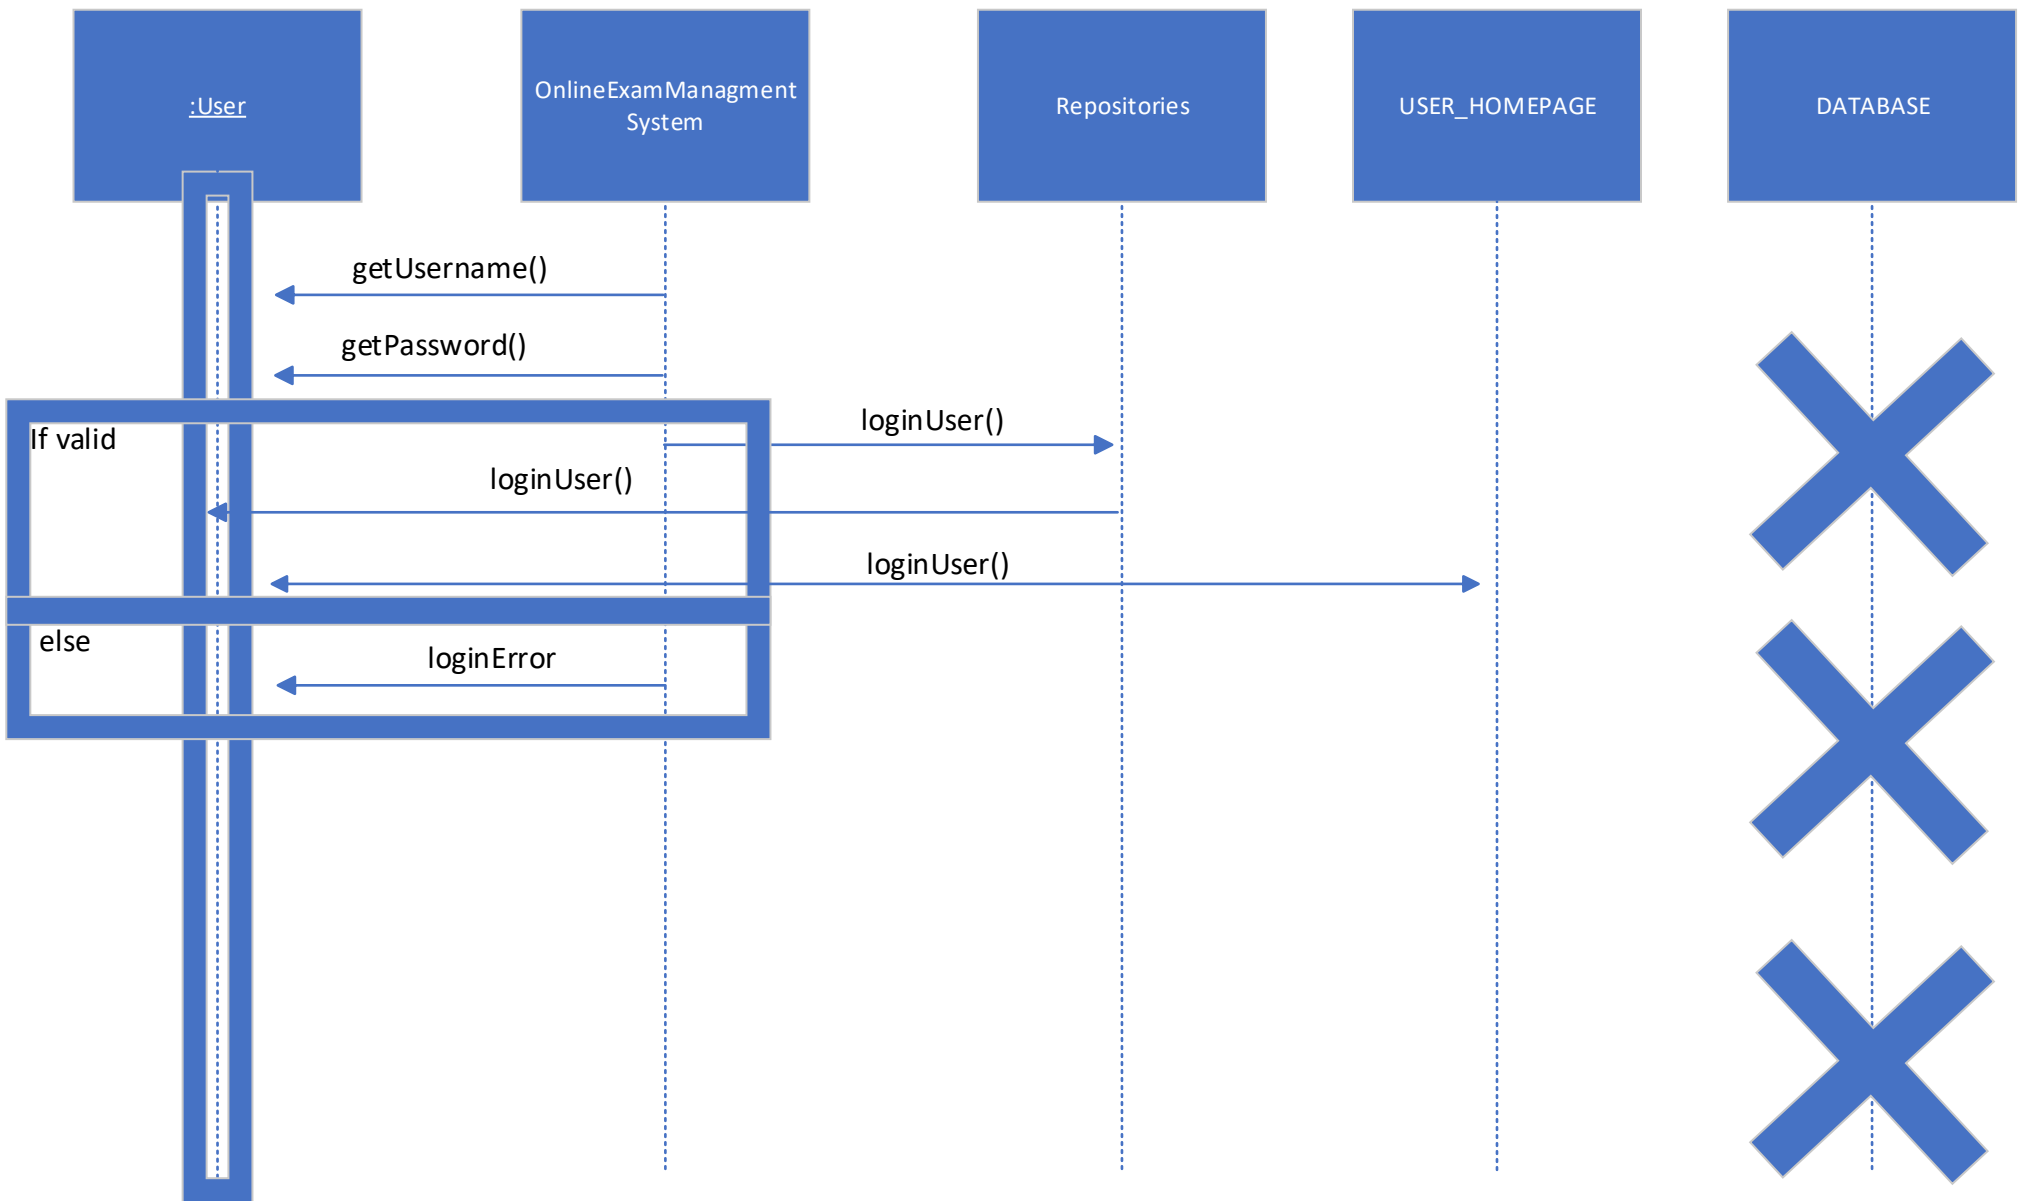 :User
OnlineExamManagment
System
Repositories
USER_HOMEPAGE
DATABASE
getUsername()
getPassword()
If valid
loginUser()
loginUser()
loginUser()
else
loginError